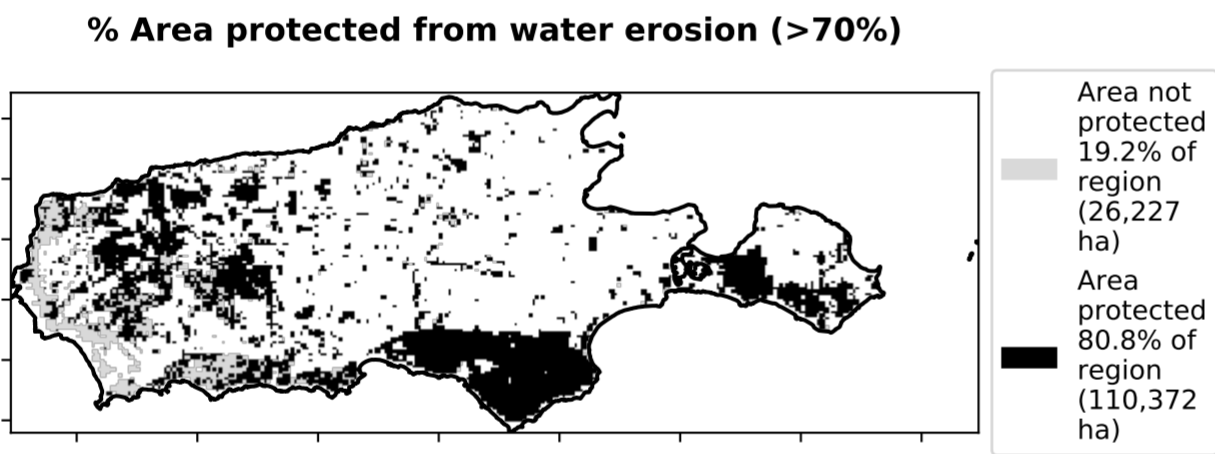 % Area protected from water erosion (>70%)
Area not
protected
19.2% of
region
(26,227
ha)
Area
protected
80.8% of
region
(110,372
ha)